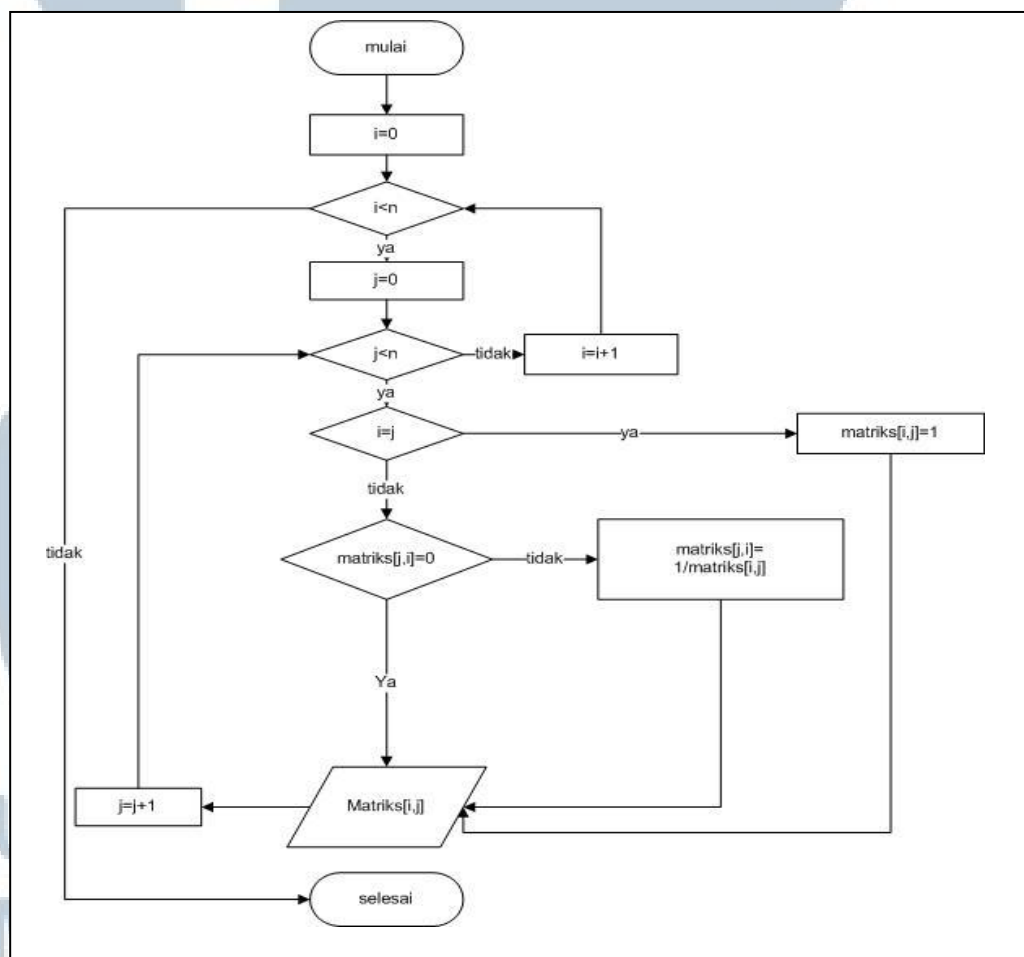 mulai
i=0
i<n
ya
j=0
j<n
tidak
i=i+1
ya
i=j
ya
matriks[i,j]=1
tidak
tidak
matriks[j,i]=0
tidak
matriks[j,i]=
1/matriks[i,j]
Ya
Matriks[i,j]
j=j+1
selesai